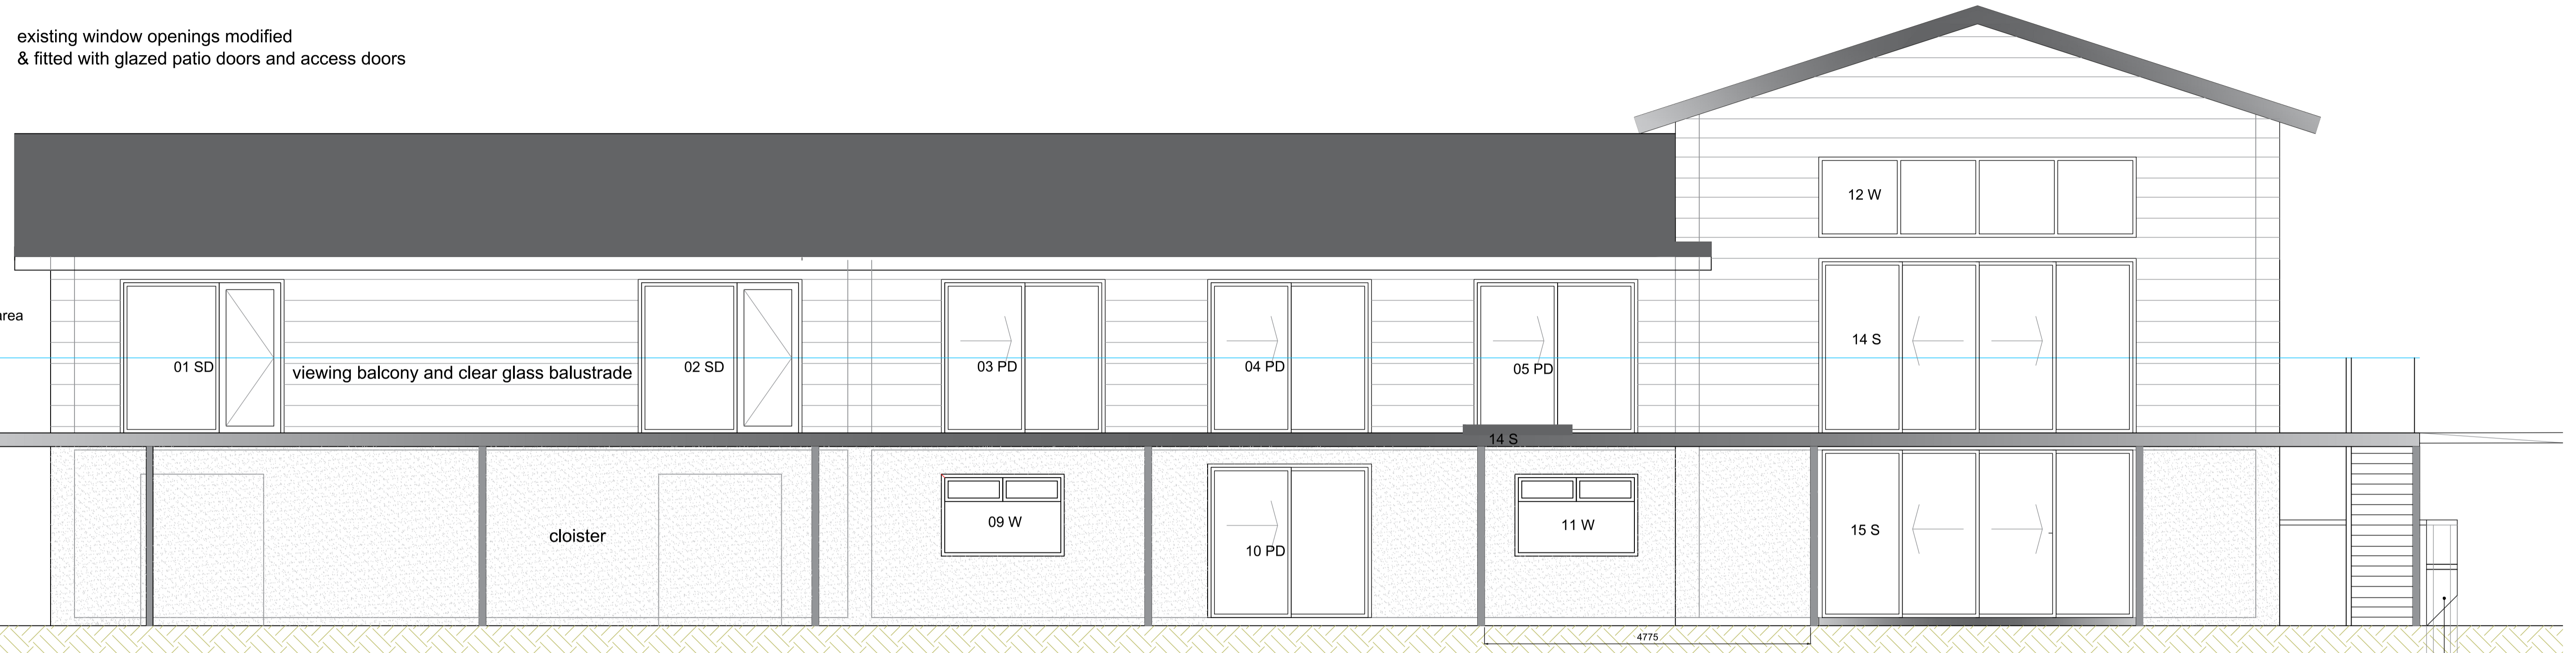 existing window openings modified
& fitted with glazed patio doors and access doors
12 W
area
14 S
01 SD
viewing balcony and clear glass balustrade
02 SD
03 PD
04 PD
05 PD
14 S
09 W
11 W
cloister
10 PD
15 S
4775